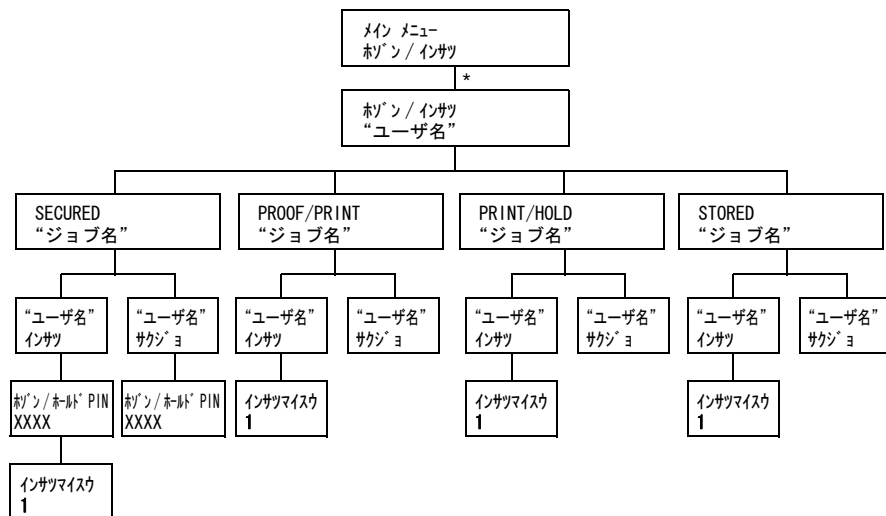 ﾒｲﾝ ﾒﾆｭｰ
ﾎｿﾞﾝ / ｲﾝｻﾂ
*
ﾎｿﾞﾝ / ｲﾝｻﾂ
“ユーザ名”
SECURED
“ジョブ名”
PROOF/PRINT
“ジョブ名”
PRINT/HOLD
“ジョブ名”
STORED
“ジョブ名”
“ユーザ名”
ｲﾝｻﾂ
“ユーザ名”
ｻｸｼﾞｮ
“ユーザ名”
ｲﾝｻﾂ
“ユーザ名”
ｻｸｼﾞｮ
“ユーザ名”
ｲﾝｻﾂ
“ユーザ名”
ｻｸｼﾞｮ
“ユーザ名”
ｲﾝｻﾂ
“ユーザ名”
ｻｸｼﾞｮ
ﾎｿﾞﾝ / ﾎｰﾙﾄﾞ PIN
XXXX
ﾎｿﾞﾝ / ﾎｰﾙﾄﾞ PIN
XXXX
ｲﾝｻﾂﾏｲｽｳ
1
ｲﾝｻﾂﾏｲｽｳ
1
ｲﾝｻﾂﾏｲｽｳ
1
ｲﾝｻﾂﾏｲｽｳ
1